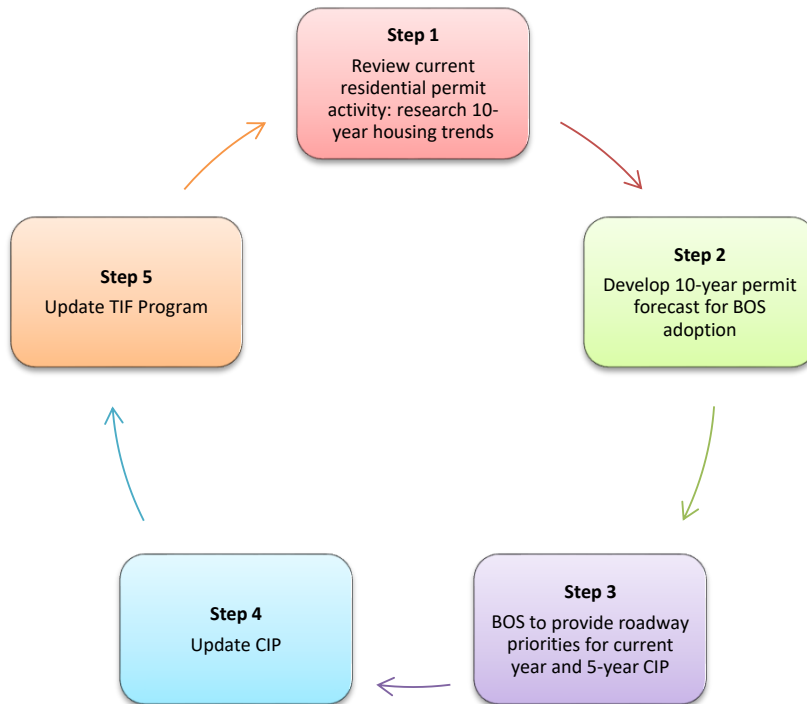 Step 1
Review current
residential permit
activity: research 10-
year housing trends
Step 2
Develop 10-year permit
forecast for BOS
adoption
Step 3
BOS to provide roadway
priorities for current
year and 5-year CIP
Step 4
Update CIP
Step 5
Update TIF Program